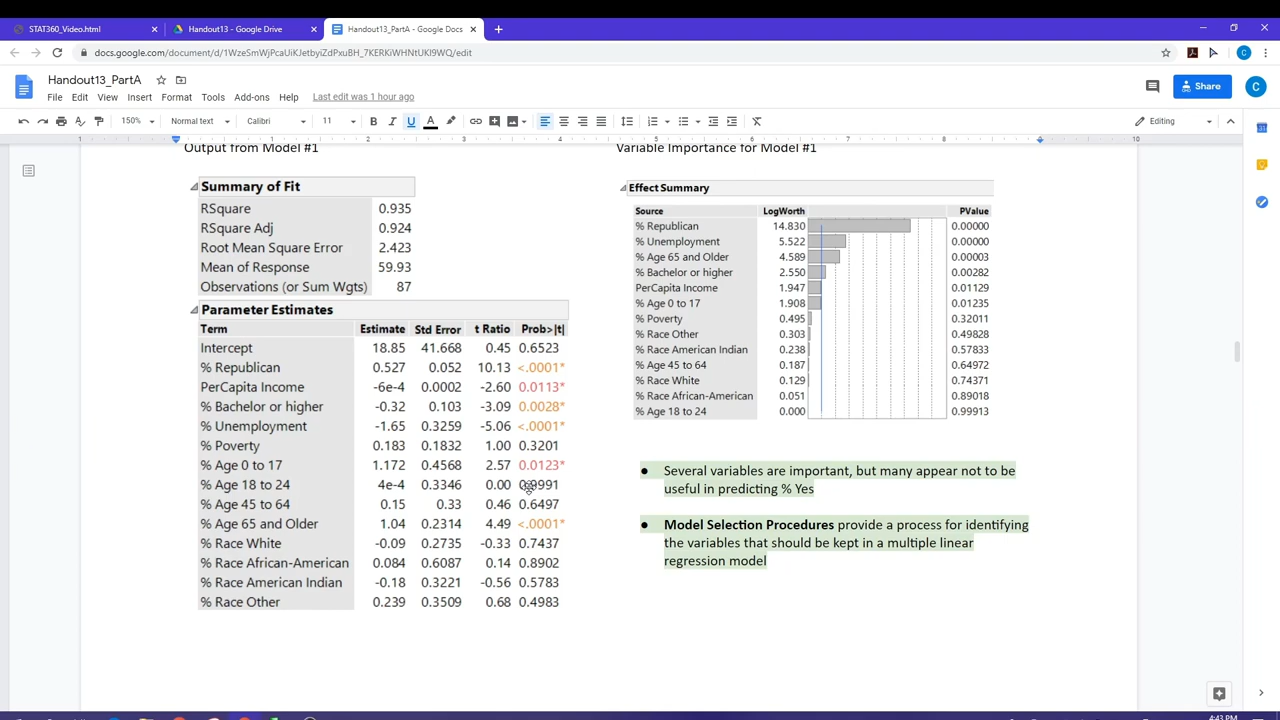 STAT360_Video.html
Handout13 - Google Drive
Handout13_PartA - Google Docs
docs.google.com/document/d/1WzeSmWjPcaUiKJetbyiZdPxuBH_7KERKiWHNtUKI9WQ/edit
Handout13_PartA
File Edit View Insert Format Tools Add-ons Help Last edit was 1 hour ago
Share
C
150% Normal text Calibri 11 Editing
1 2 3 4 5 6 7 8 9 10
Output from Model #1
Summary of Fit
RSquare 0.935
RSquare Adj 0.924
Root Mean Square Error 2.423
Mean of Response 59.93
Observations (or Sum Wgts) 87
Parameter Estimates
Term Estimate Std Error t Ratio Prob>|t|
Intercept 18.85 41.668 0.45 0.6523
% Republican 0.527 0.052 10.13 <.0001*
PerCapita Income -6e-4 0.0002 -2.60 0.0113*
% Bachelor or higher -0.32 0.103 -3.09 0.0028*
% Unemployment -1.65 0.3259 -5.06 <.0001*
% Poverty 0.183 0.1832 1.00 0.3201
% Age 0 to 17 1.172 0.4568 2.57 0.0123*
% Age 18 to 24 4e-4 0.3346 0.00 0.9991
% Age 45 to 64 0.15 0.33 0.46 0.6497
% Age 65 and Older 1.04 0.2314 4.49 <.0001*
% Race White -0.09 0.2735 -0.33 0.7437
% Race African-American 0.084 0.6087 0.14 0.8902
% Race American Indian -0.18 0.3221 -0.56 0.5783
% Race Other 0.239 0.3509 0.68 0.4983
Variable Importance for Model #1
Effect Summary
Source LogWorth PValue
% Republican 14.830 0.00000
% Unemployment 5.522 0.00000
% Age 65 and Older 4.589 0.00003
% Bachelor or higher 2.550 0.00282
PerCapita Income 1.947 0.01129
% Age 0 to 17 1.908 0.01235
% Poverty 0.495 0.32011
% Race Other 0.303 0.49828
% Race American Indian 0.238 0.57833
% Age 45 to 64 0.187 0.64972
% Race White 0.129 0.74371
% Race African-American 0.051 0.89018
% Age 18 to 24 0.000 0.99913
● Several variables are important, but many appear not to be
useful in predicting % Yes
● Model Selection Procedures provide a process for identifying
the variables that should be kept in a multiple linear
regression model
4:43 PM